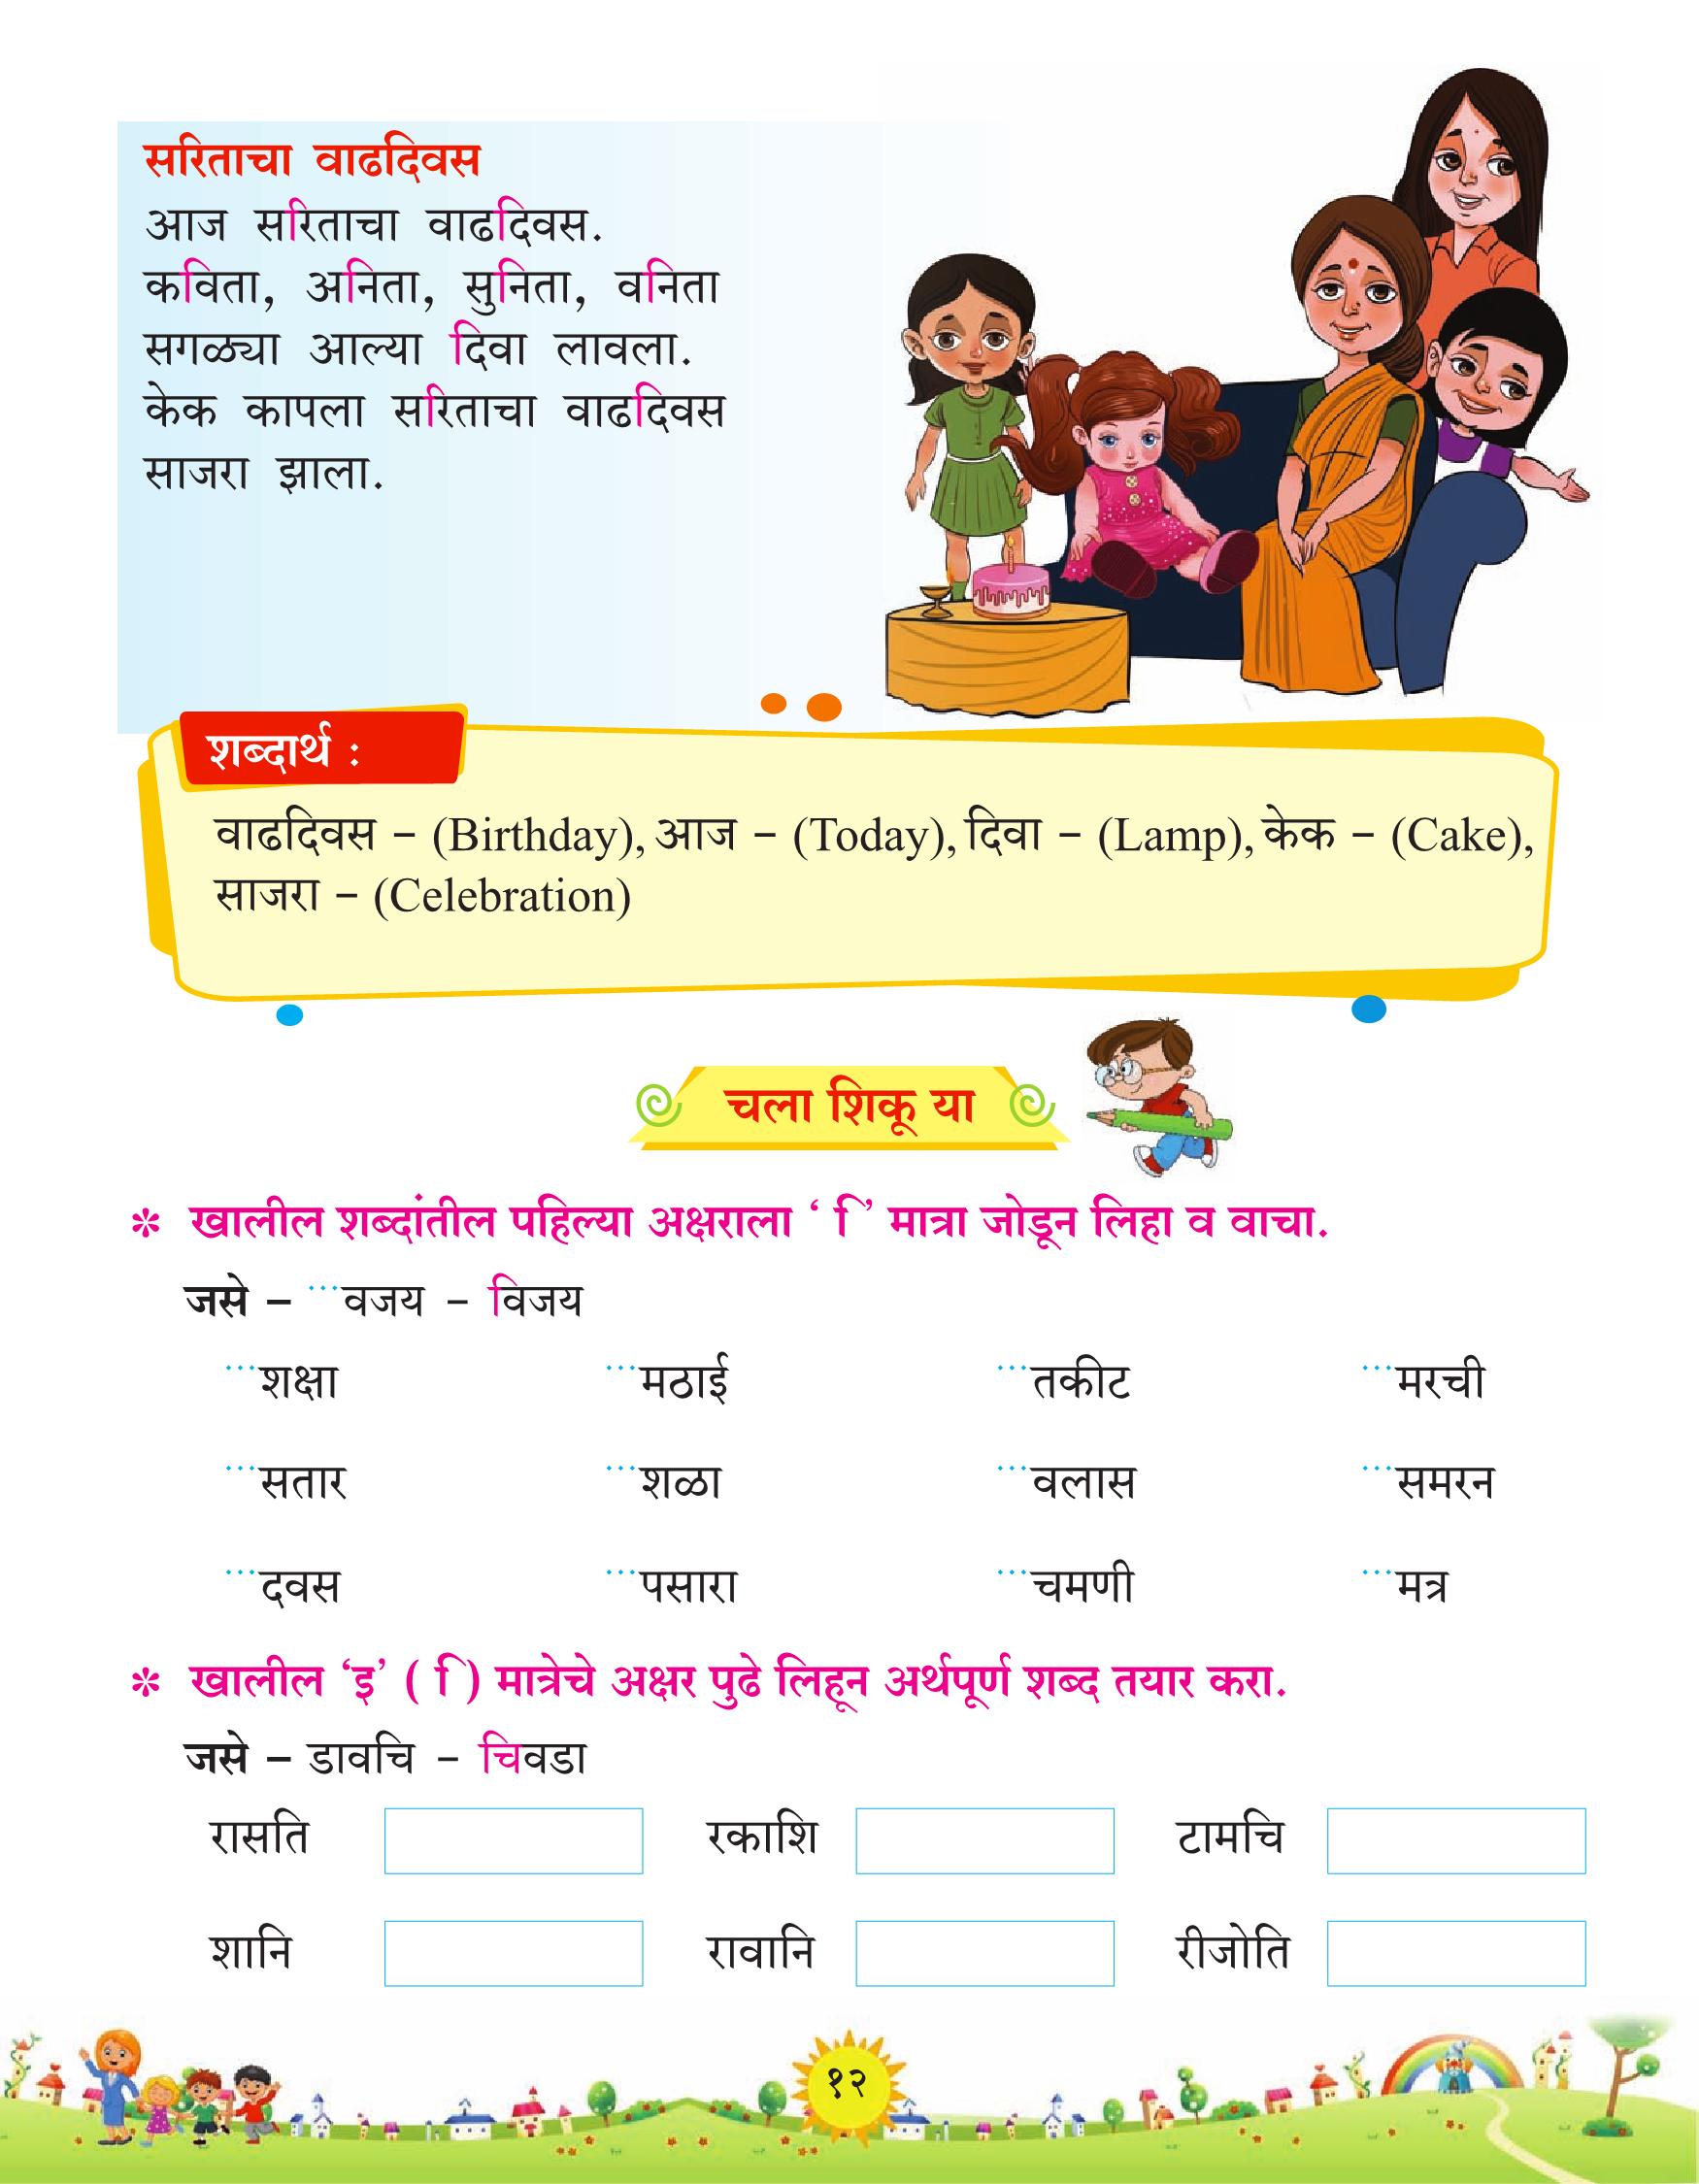 सरिताचा वाढदिवस
आज सरिताचा वाढदिवस.
कविता, अनिता, सुनिता, वनिता
सगळ्या आल्या दिवा लावला.
केक कापला सरिताचा वाढदिवस
साजरा झाला.
शब्दार्थ :
वाढदिवस – (Birthday), आज – (Today), दिवा – (Lamp), केक – (Cake),
साजरा – (Celebration)
चला शिकू या
* खालील शब्दांतील पहिल्या अक्षराला ‘ ि’ मात्रा जोडून लिहा व वाचा.
जसे – ...वजय – विजय
...शक्षा ...मठाई ...तकीट ...मरची
...सतार ...शळा ...वलास ...समरन
...दवस ...पसारा ...चमणी ...मत्र
* खालील ‘इ’ ( ि) मात्रेचे अक्षर पुढे लिहून अर्थपूर्ण शब्द तयार करा.
जसे – डावचि – चिवडा
रासति रकाशि टामचि
शानि रावानि रीजोति
१२